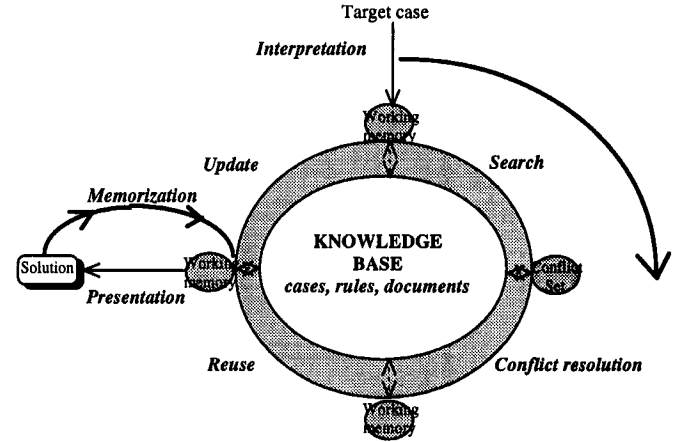 Target case
Interpretation
Working
memory
Update
Search
Memorization
KNOWLEDGE
BASE
cases, rules, documents
Solution
Working
memory
Conflict
Set
Presentation
Reuse
Conflict resolution
Working
memory